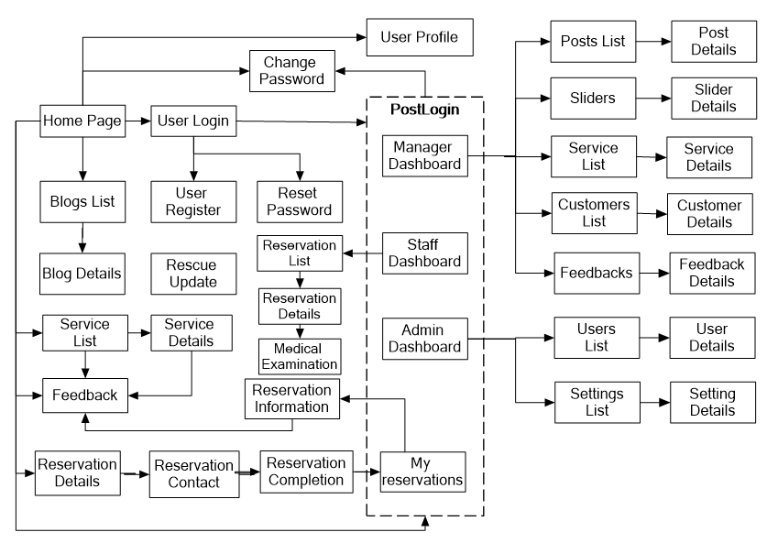 User Profile
Change
Password
Home Page
User Login
PostLogin
Manager
Dashboard
Posts List
Post
Details
Sliders
Slider
Details
Service
List
Service
Details
Customers
List
Customer
Details
Feedbacks
Feedback
Details
Blogs List
User
Register
Reset
Password
Blog Details
Rescue
Update
Reservation
List
Staff
Dashboard
Reservation
Details
Medical
Examination
Admin
Dashboard
Users
List
User
Details
Settings
List
Setting
Details
Service
List
Service
Details
Feedback
Reservation
Information
Reservation
Details
Reservation
Contact
Reservation
Completion
My
reservations